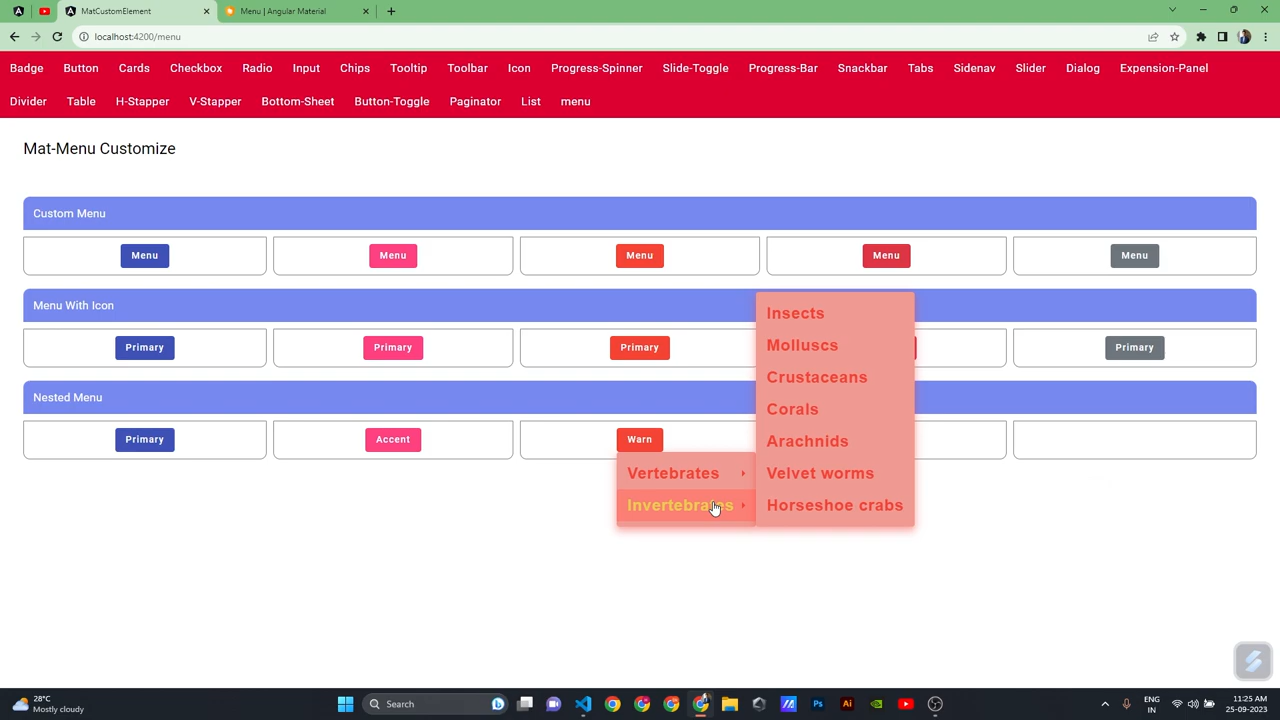 MatCustomElement
Menu | Angular Material
localhost:4200/menu
Badge Button Cards Checkbox Radio Input Chips Tooltip Toolbar Icon Progress-Spinner Slide-Toggle Progress-Bar Snackbar Tabs Sidenav Slider Dialog Expension-Panel
Divider Table H-Stapper V-Stapper Bottom-Sheet Button-Toggle Paginator List menu
Mat-Menu Customize
Custom Menu
Menu Menu Menu Menu Menu
Menu With Icon
Primary Primary Primary Primary
Nested Menu
Primary Accent Warn
Vertebrates
Invertebrates
Insects
Molluscs
Crustaceans
Corals
Arachnids
Velvet worms
Horseshoe crabs
28°C
Mostly cloudy
Search
Ps
Ai
ENG
IN
11:25 AM
25-09-2023